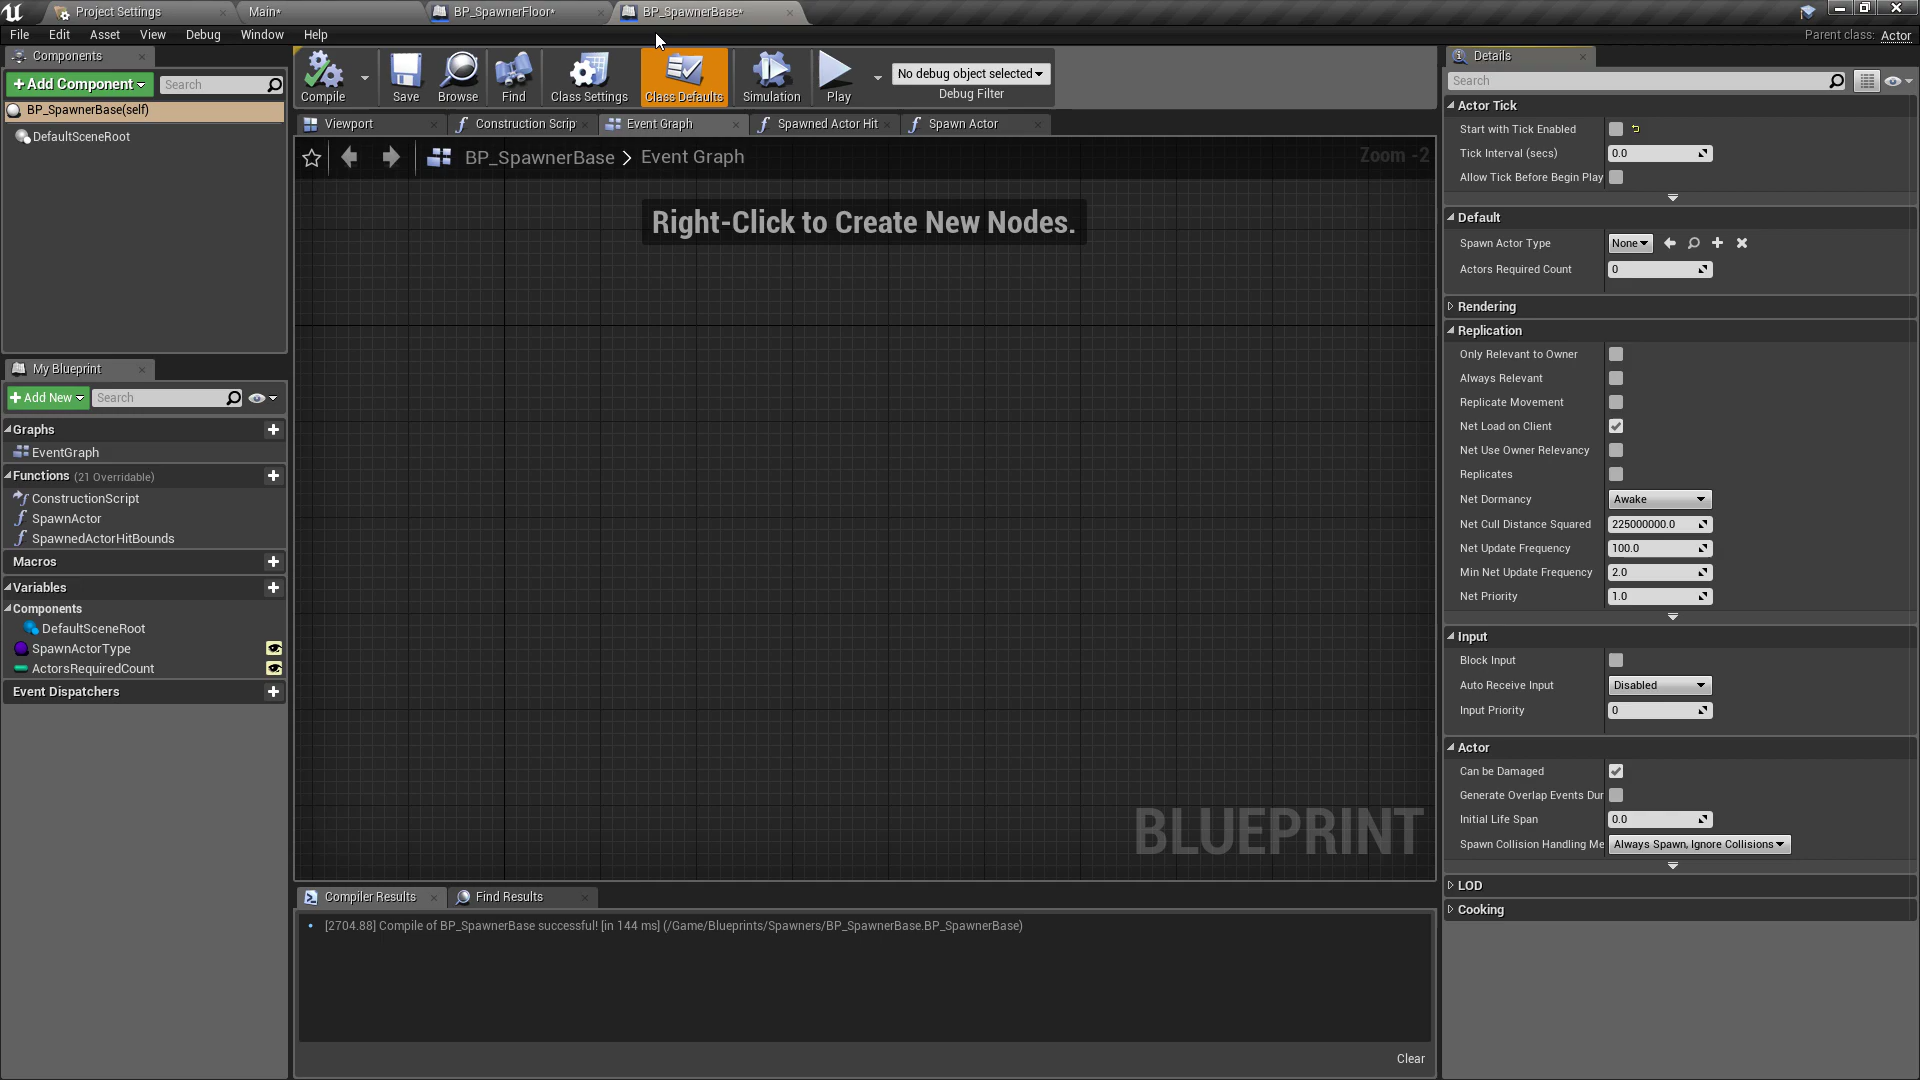 Project Settings
Main*
BP_SpawnerFloor*
BP_SpawnerBase*
File
Edit
Asset
View
Debug
Window
Help
Parent class: Actor
Components
+ Add Component
Search
BP_SpawnerBase(self)
DefaultSceneRoot
Compile
Save
Browse
Find
Class Settings
Class Defaults
Simulation
Play
No debug object selected
Debug Filter
Viewport
Construction Scrip
Event Graph
Spawned Actor Hit
Spawn Actor
BP_SpawnerBase > Event Graph
Zoom -2
Right-Click to Create New Nodes.
BLUEPRINT
My Blueprint
+ Add New
Search
Graphs
EventGraph
Functions (21 Overridable)
ConstructionScript
SpawnActor
SpawnedActorHitBounds
Macros
Variables
Components
DefaultSceneRoot
SpawnActorType
ActorsRequiredCount
Event Dispatchers
Compiler Results
Find Results
• [2704.88] Compile of BP_SpawnerBase successful! [in 144 ms] (/Game/Blueprints/Spawners/BP_SpawnerBase.BP_SpawnerBase)
Clear
Details
Search
Actor Tick
Start with Tick Enabled
Tick Interval (secs) 0.0
Allow Tick Before Begin Play
Default
Spawn Actor Type None
Actors Required Count 0
Rendering
Replication
Only Relevant to Owner
Always Relevant
Replicate Movement
Net Load on Client
Net Use Owner Relevancy
Replicates
Net Dormancy Awake
Net Cull Distance Squared 225000000.0
Net Update Frequency 100.0
Min Net Update Frequency 2.0
Net Priority 1.0
Input
Block Input
Auto Receive Input Disabled
Input Priority 0
Actor
Can be Damaged
Generate Overlap Events Dur
Initial Life Span 0.0
Spawn Collision Handling Me Always Spawn, Ignore Collisions
LOD
Cooking